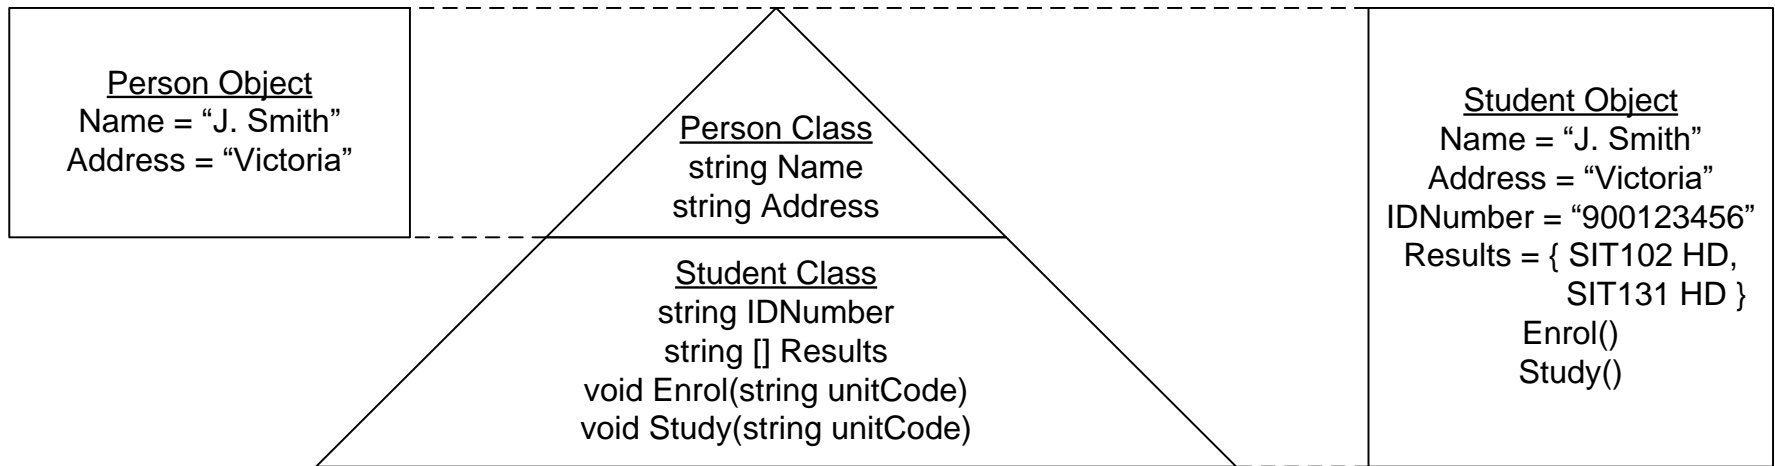 Person Object
Name = “J. Smith”
Address = “Victoria”
Person Class
string Name
string Address
Student Class
string IDNumber
string [] Results
void Enrol(string unitCode)
void Study(string unitCode)
Student Object
Name = “J. Smith”
Address = “Victoria”
IDNumber = “900123456”
Results = { SIT102 HD,
SIT131 HD }
Enrol()
Study()